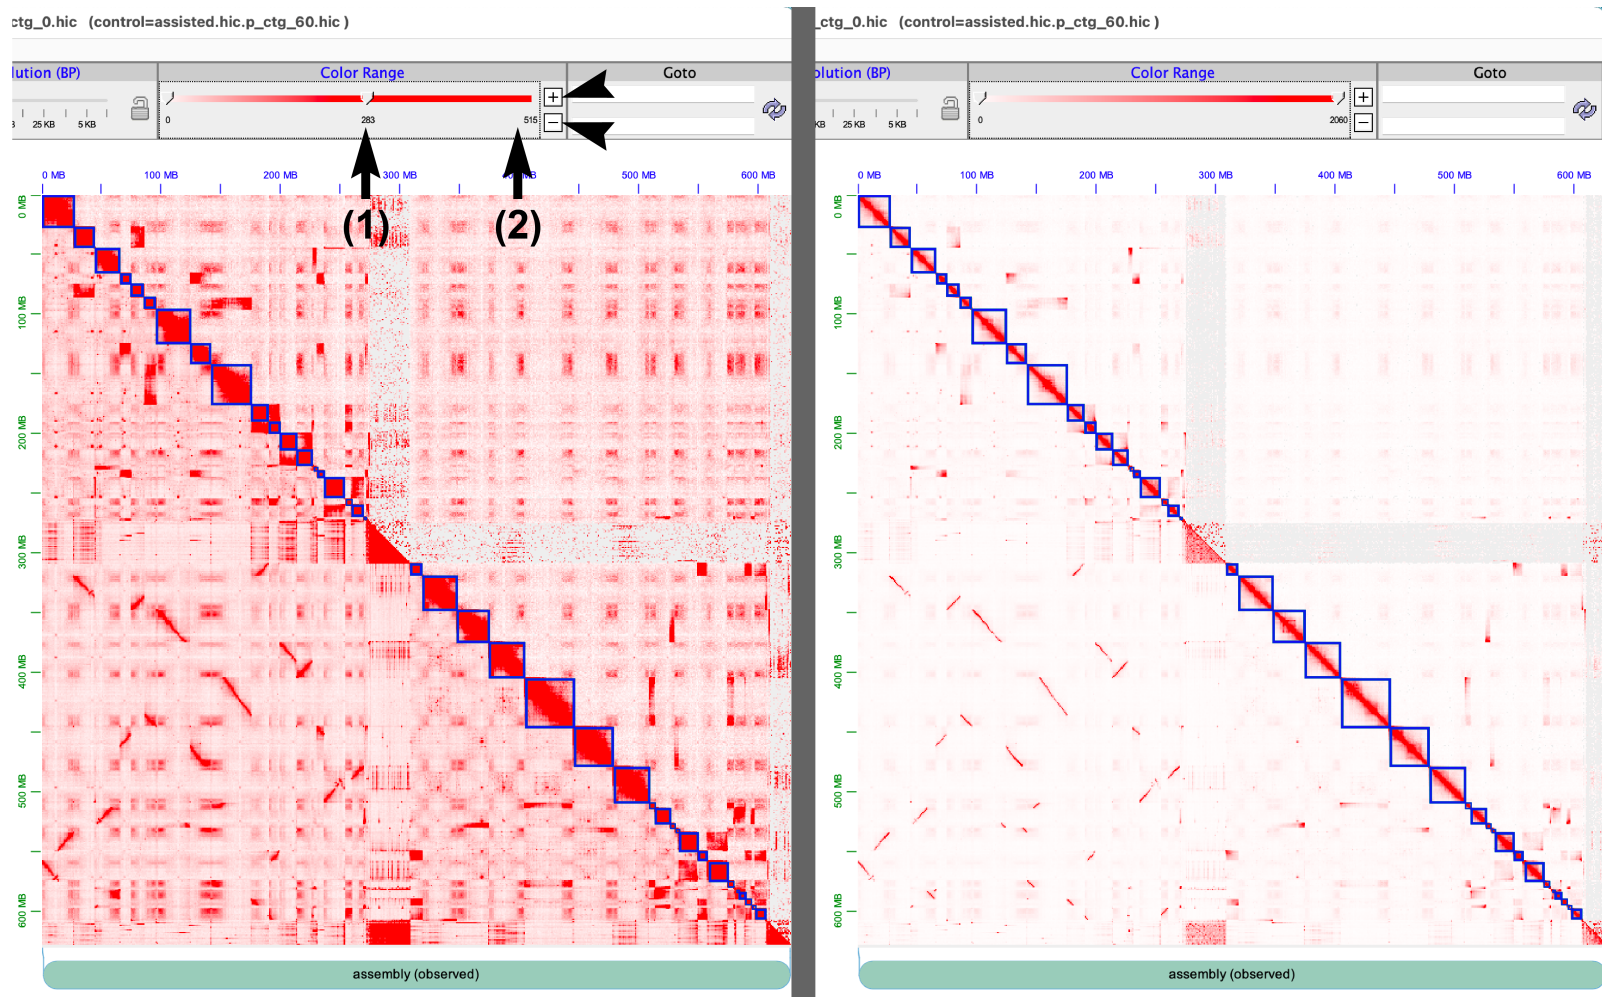 ctg_0.hic (control=assisted.hic.p_ctg_60.hic )
lution (BP)
Color Range
Goto
25 KB
5 KB
0
283
515
+
−
0 MB
100 MB
200 MB
300 MB
500 MB
600 MB
(1)
(2)
0 MB
100 MB
200 MB
300 MB
400 MB
500 MB
600 MB
assembly (observed)
_ctg_0.hic (control=assisted.hic.p_ctg_60.hic )
olution (BP)
Color Range
Goto
KB
25 KB
5 KB
0
2060
+
−
0 MB
100 MB
200 MB
300 MB
400 MB
500 MB
600 MB
0 MB
100 MB
200 MB
300 MB
400 MB
500 MB
600 MB
assembly (observed)